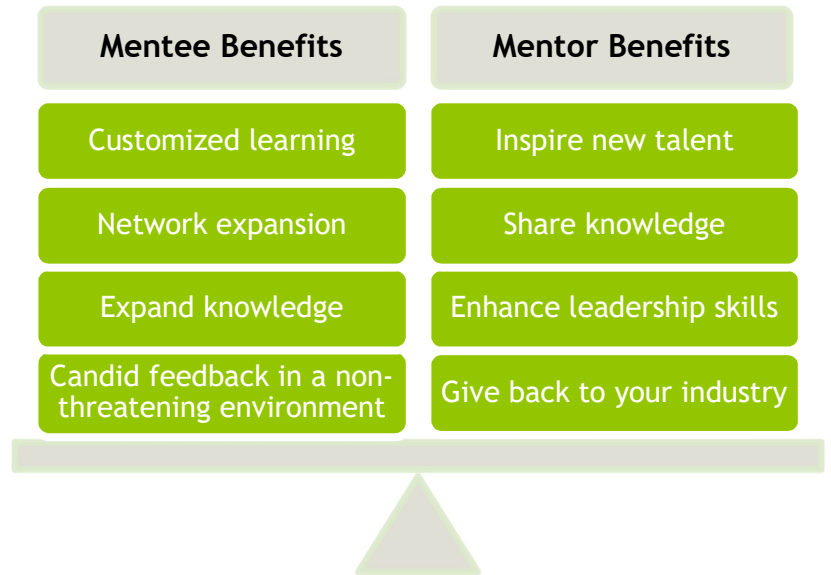 Mentee Benefits
Customized learning
Network expansion
Expand knowledge
Candid feedback in a non-
threatening environment
Mentor Benefits
Inspire new talent
Share knowledge
Enhance leadership skills
Give back to your industry